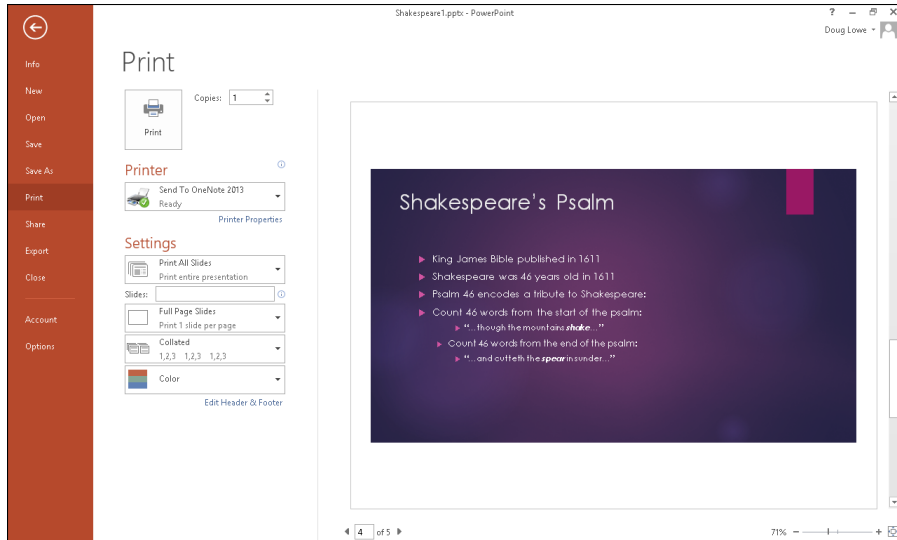 Shakespeare1.pptx - PowerPoint
?
Doug Lowe
Info
New
Open
Save
Save As
Print
Share
Export
Close
Account
Options
Print
Print
Copies: 1
Printer
Send To OneNote 2013
Ready
Printer Properties
Settings
Print All Slides
Print entire presentation
Slides:
Full Page Slides
Print 1 slide per page
Collated
1,2,3 1,2,3 1,2,3
Color
Edit Header & Footer
Shakespeare's Psalm
King James Bible published in 1611
Shakespeare was 46 years old in 1611
Psalm 46 encodes a tribute to Shakespeare:
Count 46 words from the start of the psalm:
"...though the mountains shake..."
Count 46 words from the end of the psalm:
"...and cutteth the spear in sunder..."
4 of 5
71%